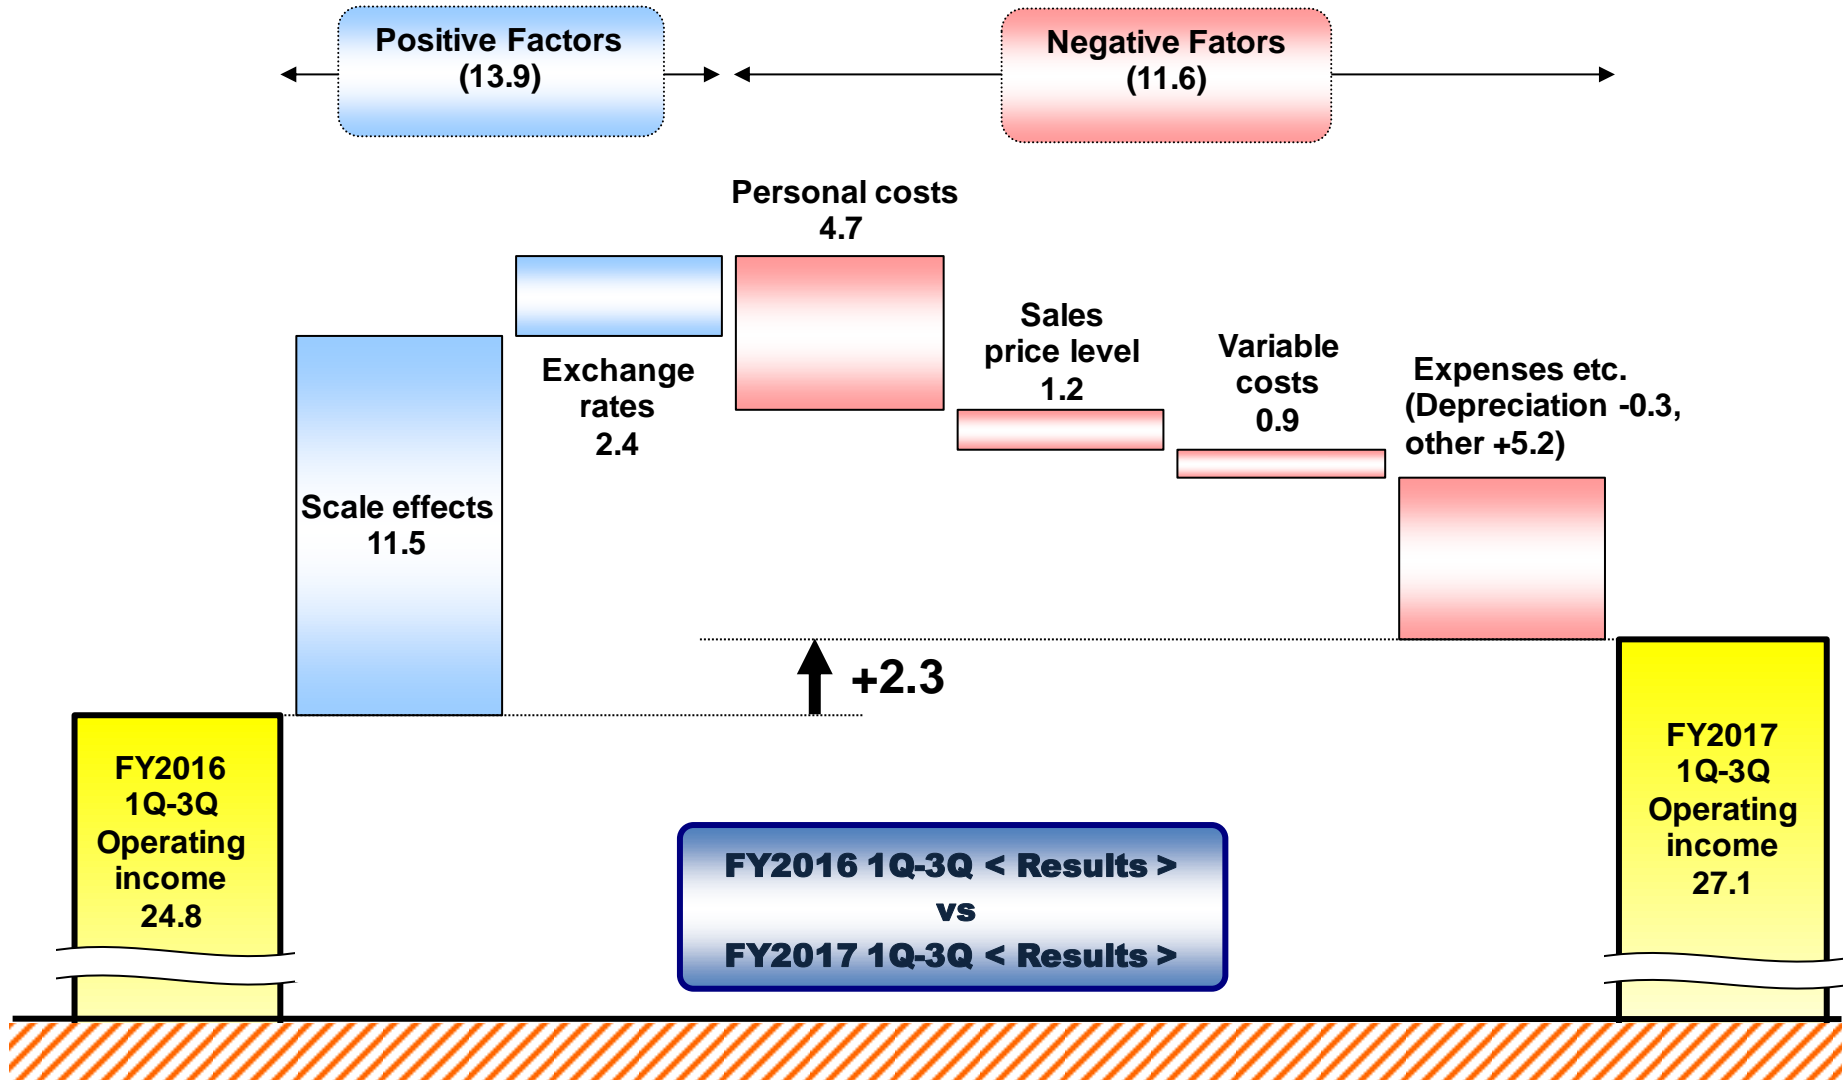 Positive Factors
(13.9)
Negative Fators
(11.6)
Personal costs
4.7
Sales
price level
1.2
Variable
costs
0.9
Expenses etc.
(Depreciation -0.3,
other +5.2)
Exchange
rates
2.4
Scale effects
11.5
+2.3
FY2016
1Q-3Q
Operating
income
24.8
FY2017
1Q-3Q
Operating
income
27.1
FY2016 1Q-3Q < Results >
vs
FY2017 1Q-3Q < Results >